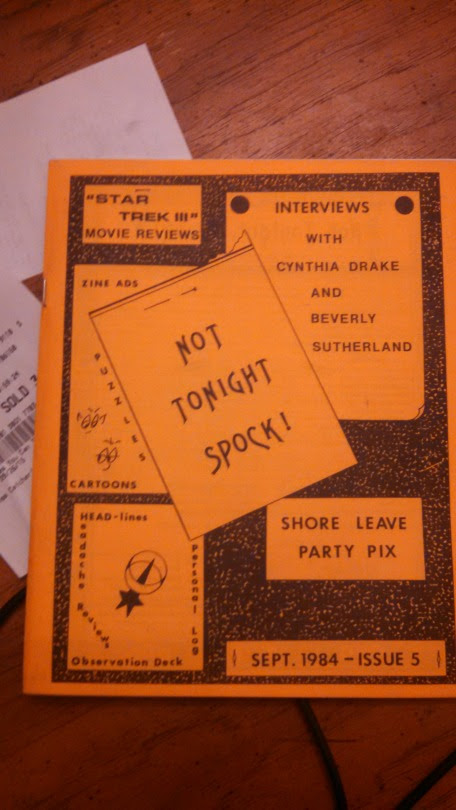 "STAR
TREK III"
MOVIE REVIEWS
INTERVIEWS
WITH
CYNTHIA DRAKE
AND
BEVERLY
SUTHERLAND
ZINE ADS
PUZZLES
CARTOONS
NOT
TONIGHT
SPOCK!
HEAD-lines
Headache Reviews
Personal Log
Observation Deck
SHORE LEAVE
PARTY PIX
SEPT. 1984 – ISSUE 5
SOLD